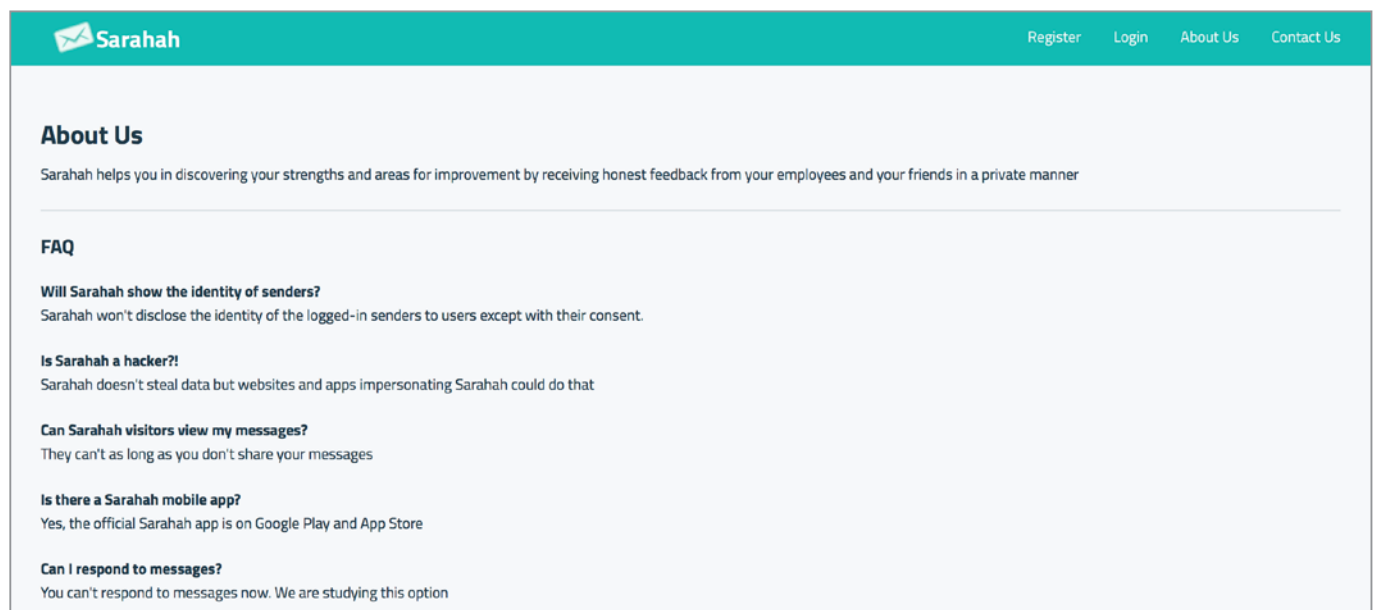 Sarahah
Register Login About Us Contact Us
About Us
Sarahah helps you in discovering your strengths and areas for improvement by receiving honest feedback from your employees and your friends in a private manner
FAQ
Will Sarahah show the identity of senders?
Sarahah won't disclose the identity of the logged-in senders to users except with their consent.
Is Sarahah a hacker?!
Sarahah doesn't steal data but websites and apps impersonating Sarahah could do that
Can Sarahah visitors view my messages?
They can't as long as you don't share your messages
Is there a Sarahah mobile app?
Yes, the official Sarahah app is on Google Play and App Store
Can I respond to messages?
You can't respond to messages now. We are studying this option